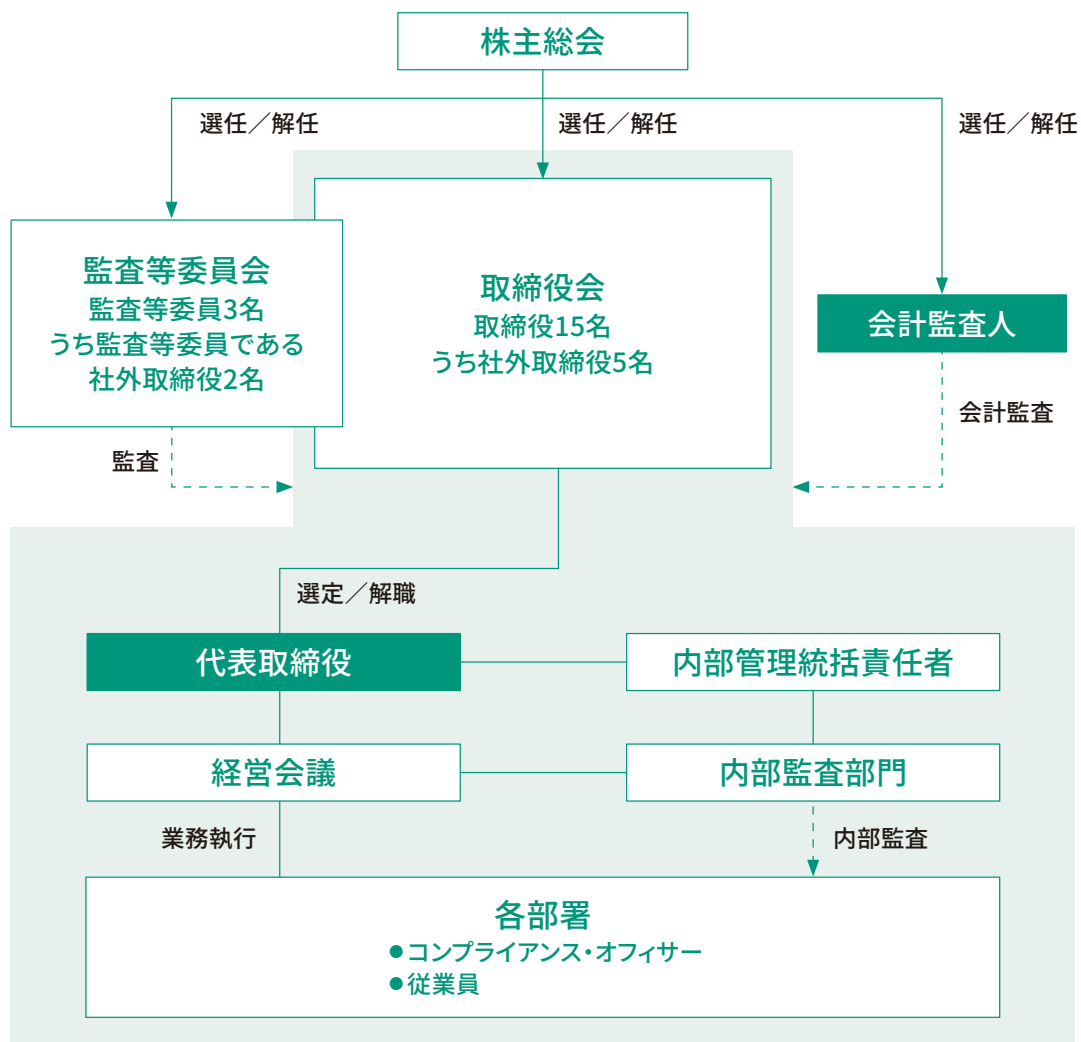 株主総会
選任／解任
選任／解任
選任／解任
監査等委員会
監査等委員3名
うち監査等委員である
社外取締役2名
取締役会
取締役15名
うち社外取締役5名
会計監査人
監査
会計監査
選定／解職
代表取締役
内部管理統括責任者
経営会議
内部監査部門
業務執行
内部監査
各部署
●コンプライアンス・オフィサー
●従業員